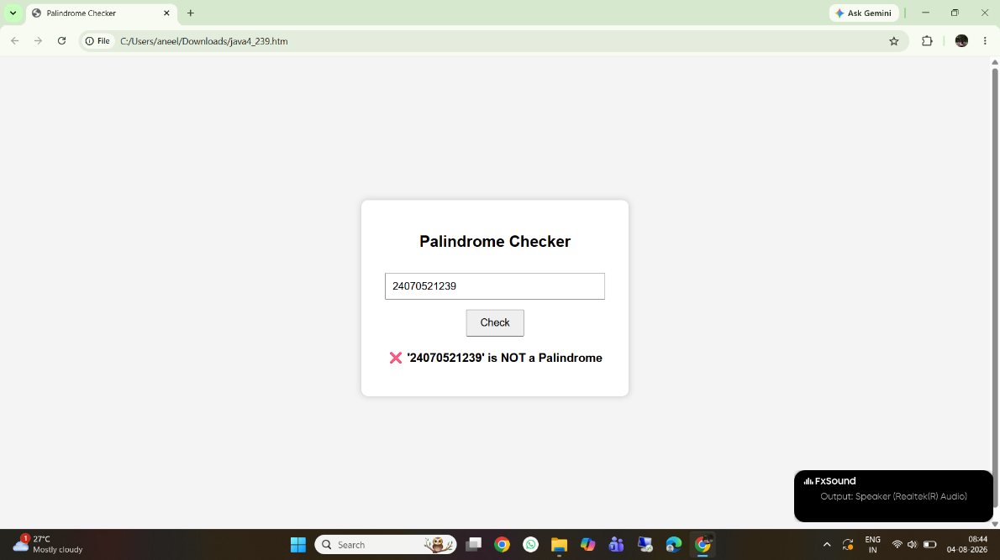 Palindrome Checker
Ask Gemini
File
C:/Users/aneel/Downloads/java4_239.htm
Palindrome Checker
24070521239
Check
❌ '24070521239' is NOT a Palindrome
FxSound
Output: Speaker (Realtek(R) Audio)
1
27°C
Mostly cloudy
Search
ENG
IN
08:44
04-08-2026